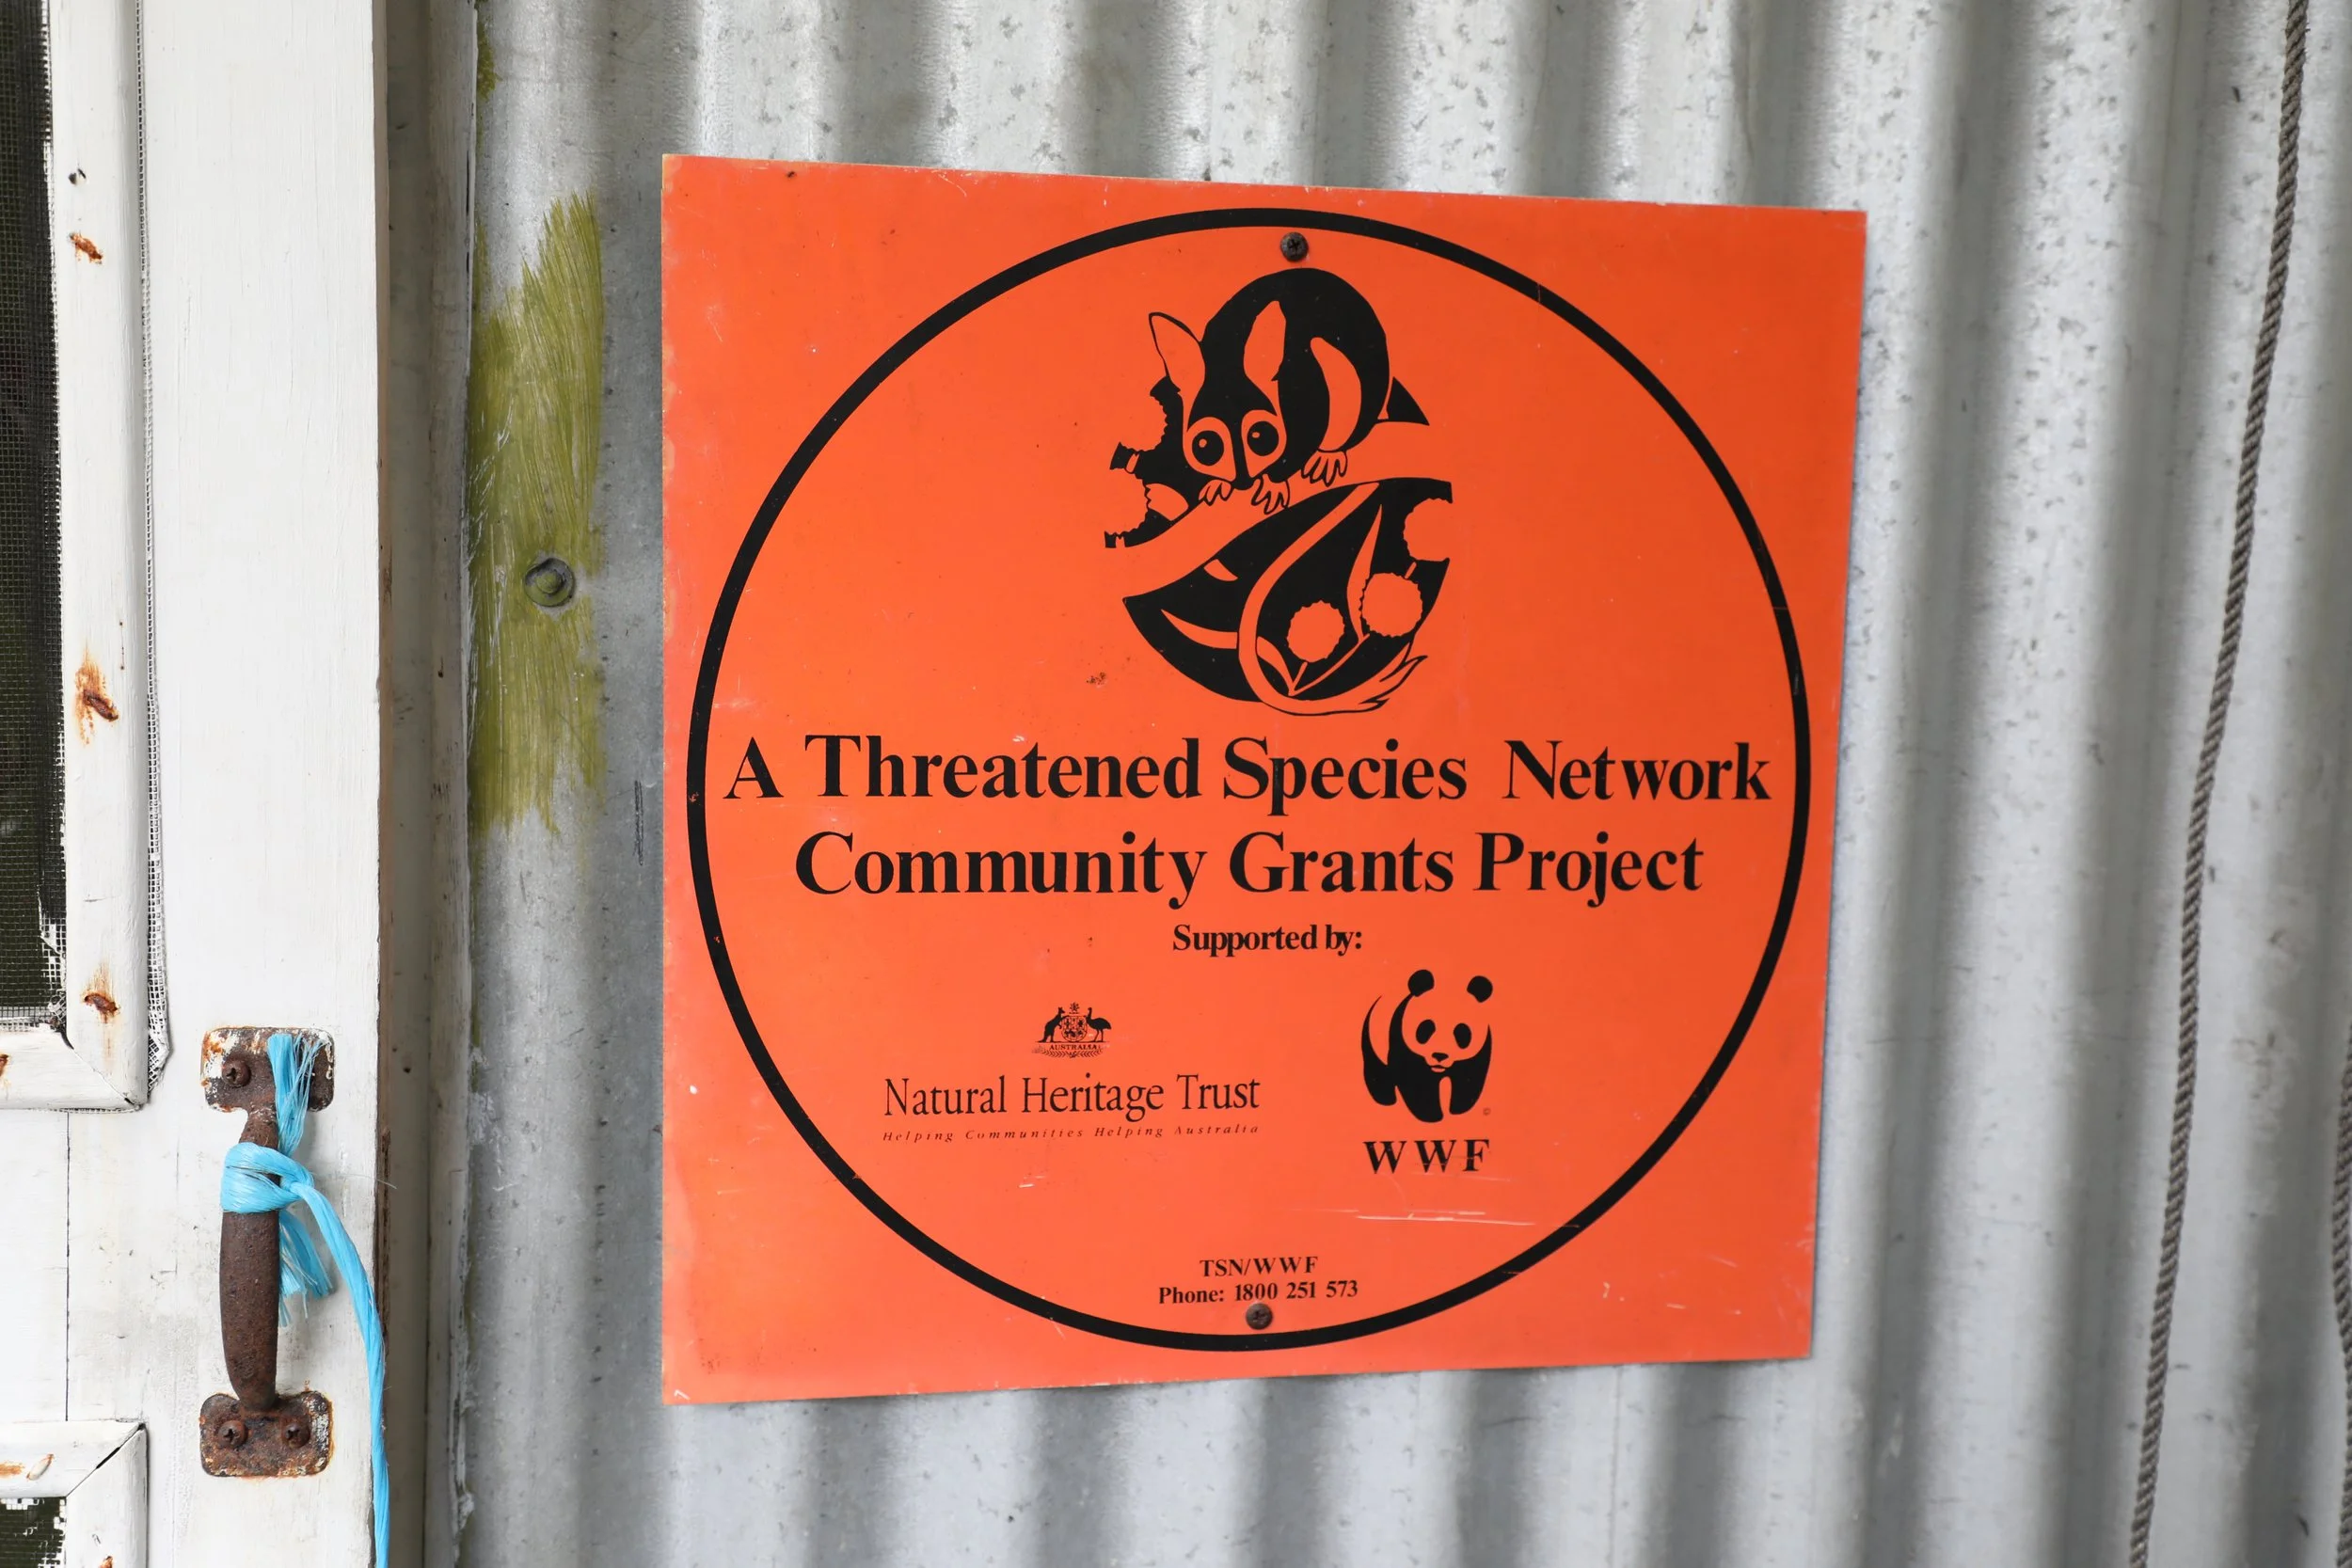 A Threatened Species Network
Community Grants Project
Supported by:
AUSTRALIA
Natural Heritage Trust
Helping Communities Helping Australia
©
WWF
TSN/WWF
Phone: 1800 251 573